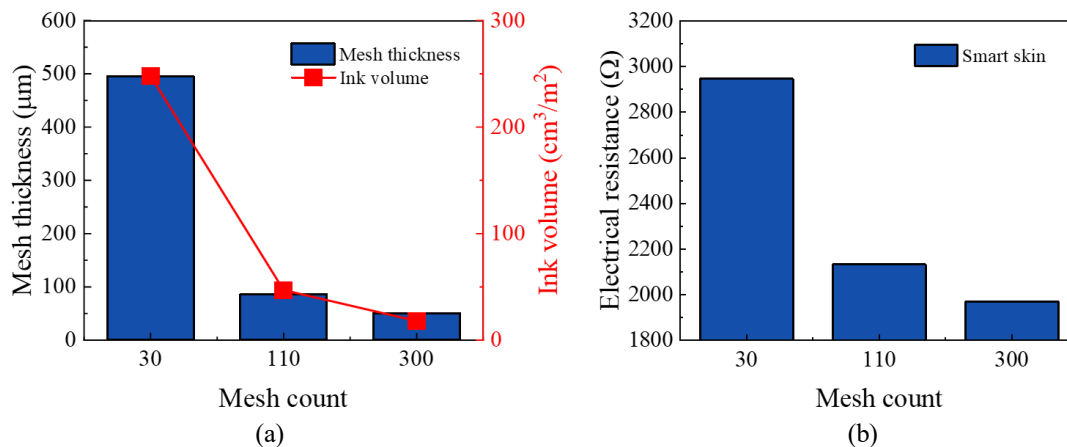 600
500
400
300
200
100
0
Mesh thickness (μm)
Mesh thickness
Ink volume
300
200
100
0
Ink volume (cm³/m²)
30 110 300
Mesh count
(a)
3200
3000
2800
2600
2400
2200
2000
1800
Electrical resistance (Ω)
Smart skin
30 110 300
Mesh count
(b)